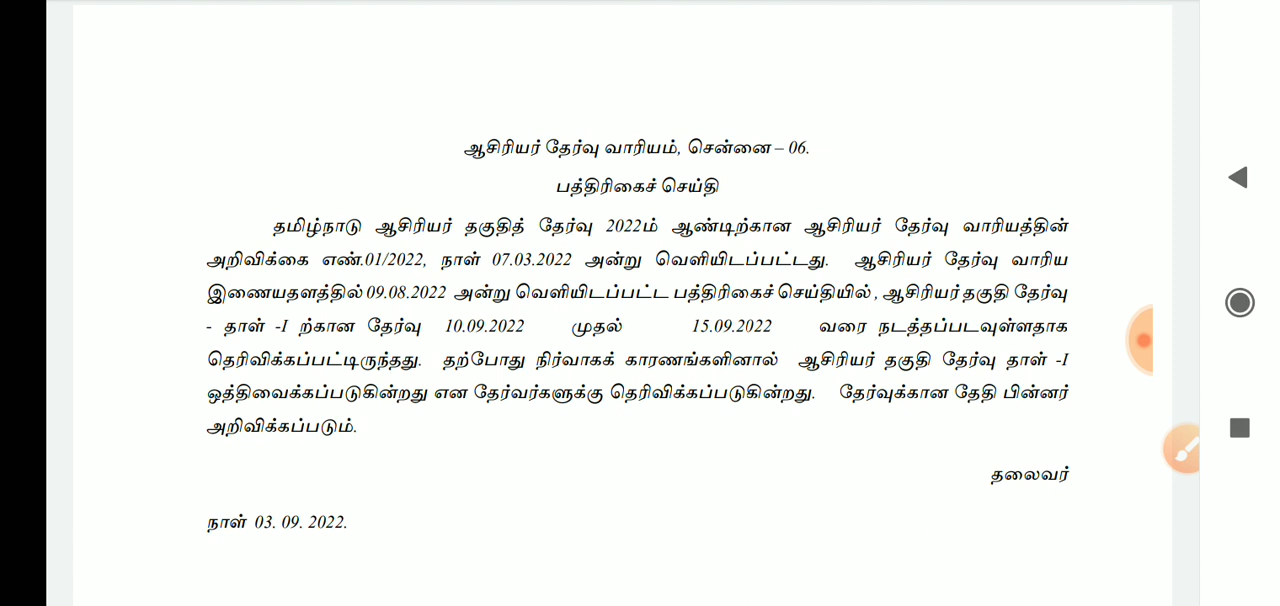 ஆசிரியர் தேர்வு வாரியம், சென்னை – 06.
பத்திரிகைச் செய்தி
தமிழ்நாடு ஆசிரியர் தகுதித் தேர்வு 2022ம் ஆண்டிற்கான ஆசிரியர் தேர்வு வாரியத்தின்
அறிவிக்கை எண்.01/2022, நாள் 07.03.2022 அன்று வெளியிடப்பட்டது. ஆசிரியர் தேர்வு வாரிய
இணையதளத்தில் 09.08.2022 அன்று வெளியிடப்பட்ட பத்திரிகைச் செய்தியில் , ஆசிரியர் தகுதி தேர்வு
- தாள் -I ற்கான தேர்வு 10.09.2022 முதல் 15.09.2022 வரை நடத்தப்படவுள்ளதாக
தெரிவிக்கப்பட்டிருந்தது. தற்போது நிர்வாகக் காரணங்களினால் ஆசிரியர் தகுதி தேர்வு தாள் -I
ஒத்திவைக்கப்படுகின்றது என தேர்வர்களுக்கு தெரிவிக்கப்படுகின்றது. தேர்வுக்கான தேதி பின்னர்
அறிவிக்கப்படும்.
தலைவர்
நாள் 03. 09. 2022.